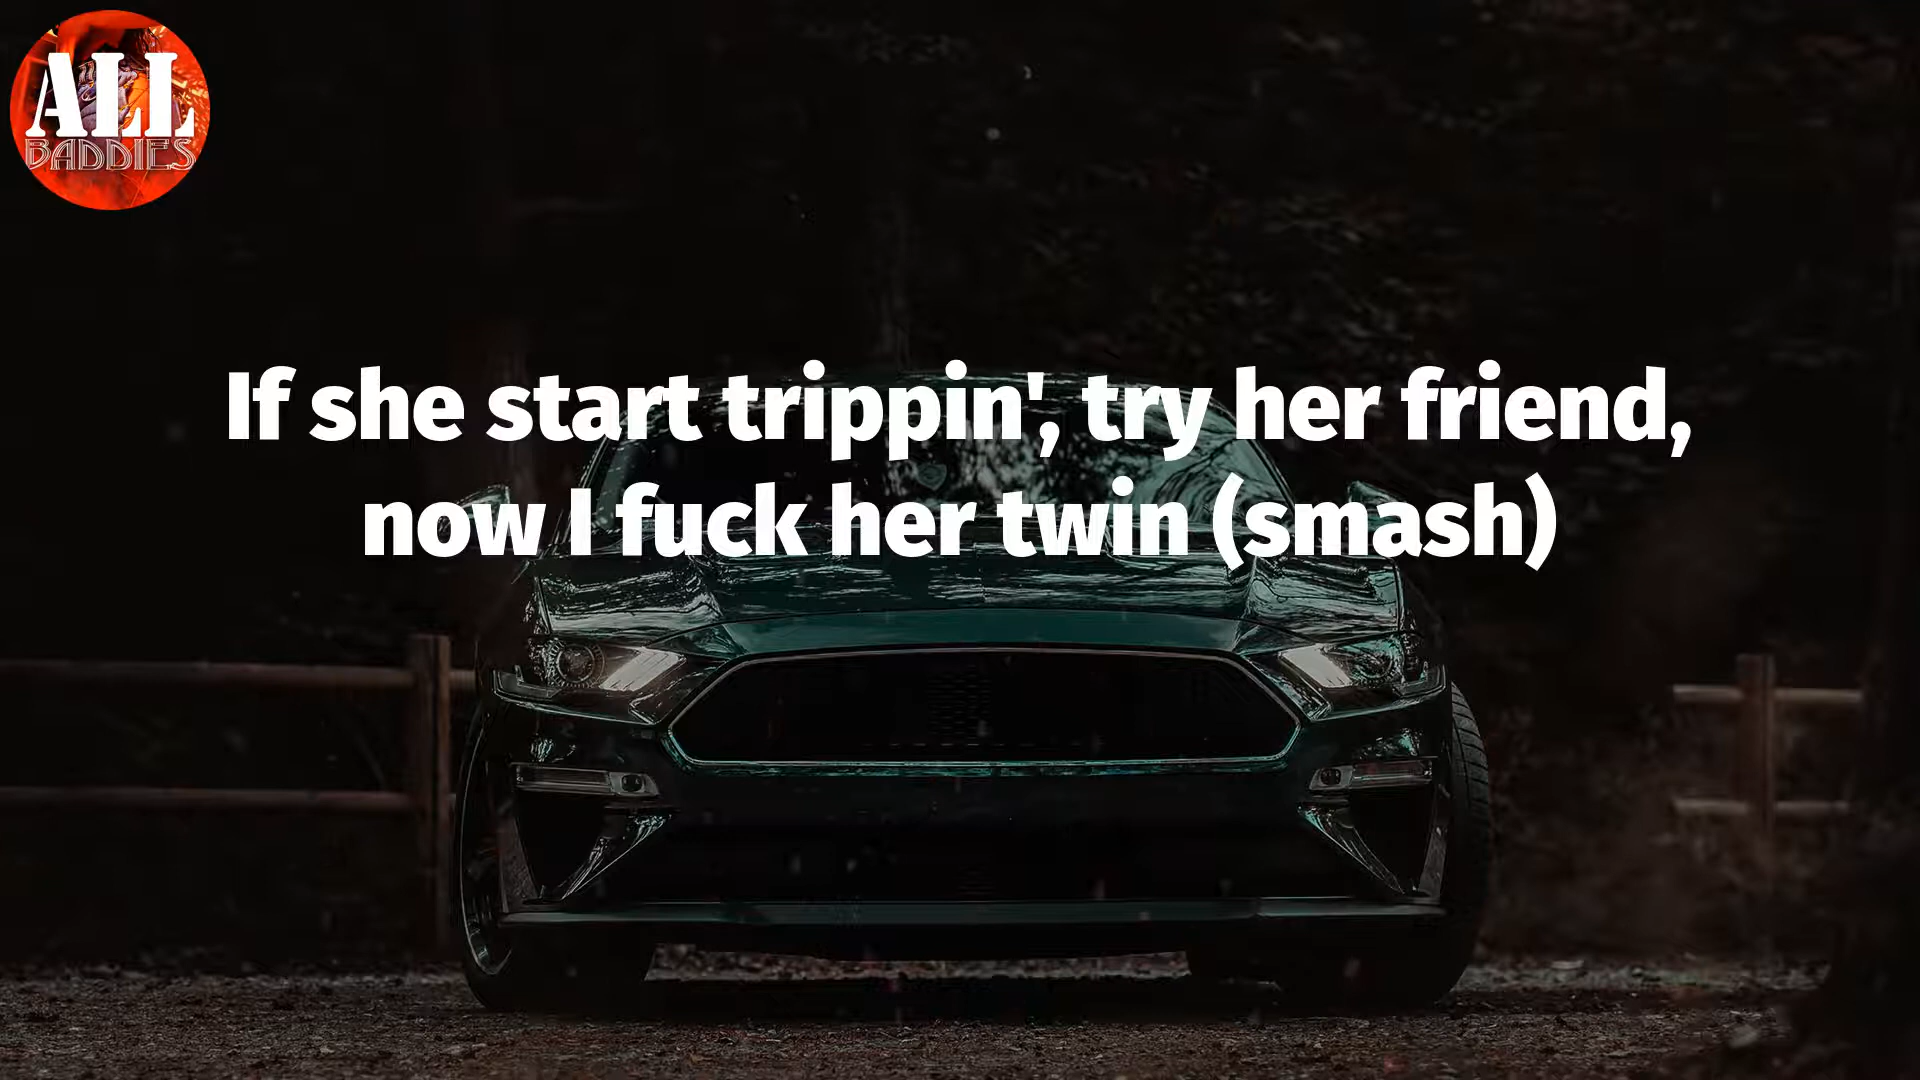 ALL
BADDIES
If she start trippin', try her friend,
now I fuck her twin (smash)